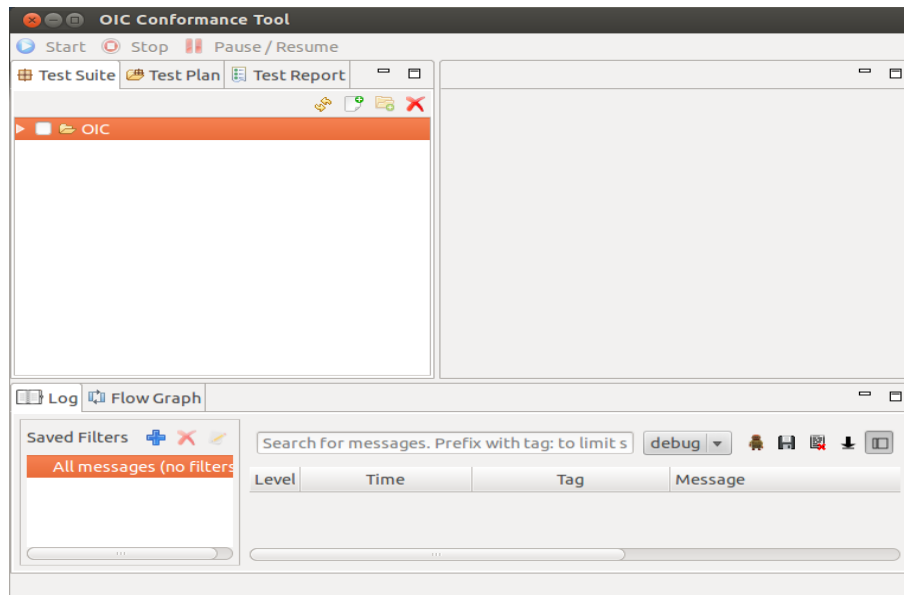 OIC Conformance Tool
Start Stop Pause / Resume
Test Suite Test Plan Test Report
OIC
Log Flow Graph
Saved Filters
Search for messages. Prefix with tag: to limit s debug
All messages (no filters
Level Time Tag Message